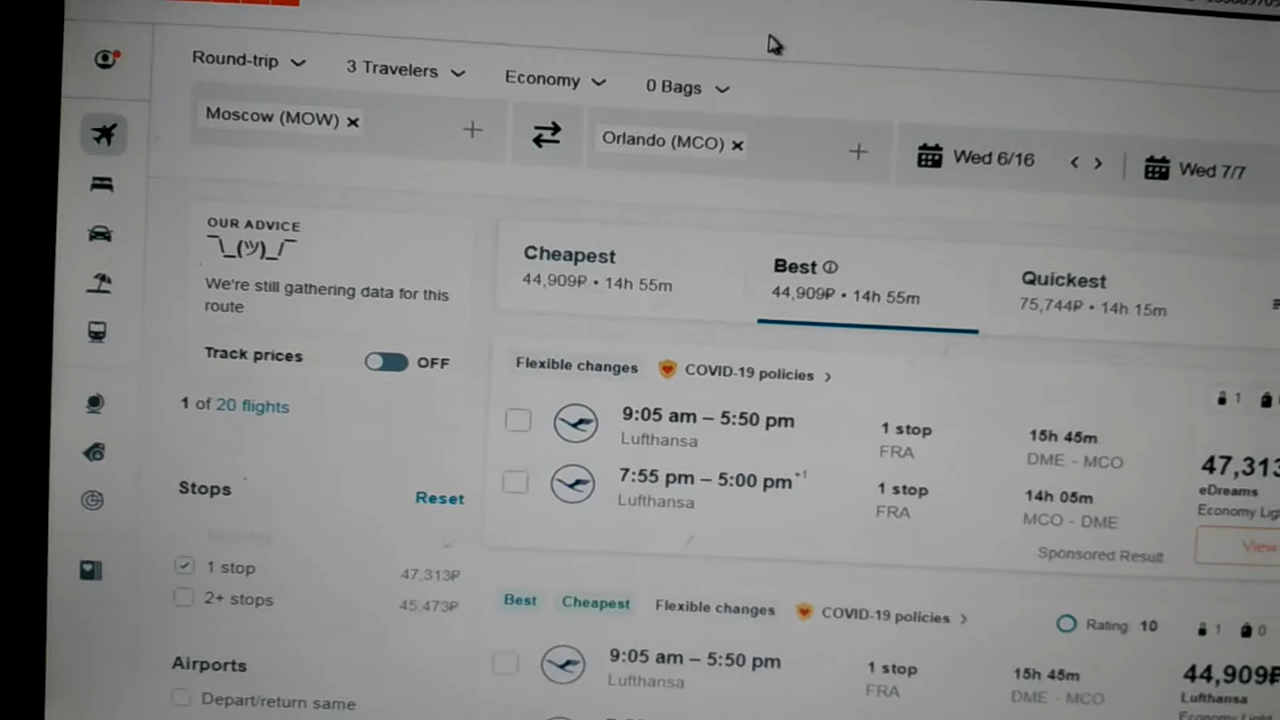 Round-trip 3 Travelers Economy 0 Bags
Moscow (MOW) × Orlando (MCO) × Wed 6/16 Wed 7/7
OUR ADVICE
¯\_(ツ)_/¯
We're still gathering data for this
route
Track prices OFF
1 of 20 flights
Stops Reset
1 stop 47,313₽
2+ stops 45,473₽
Airports
Depart/return same
Cheapest
44,909₽ • 14h 55m
Best
44,909₽ • 14h 55m
Quickest
75,744₽ • 14h 15m
Flexible changes COVID-19 policies >
1
9:05 am – 5:50 pm 1 stop 15h 45m
Lufthansa FRA DME - MCO
7:55 pm – 5:00 pm+1 1 stop 14h 05m
Lufthansa FRA MCO - DME
47,313
eDreams
Economy
View
Sponsored Result
Best Cheapest Flexible changes COVID-19 policies > Rating: 10 1 0
9:05 am – 5:50 pm 1 stop 15h 45m 44,909₽
Lufthansa FRA DME - MCO Lufthansa